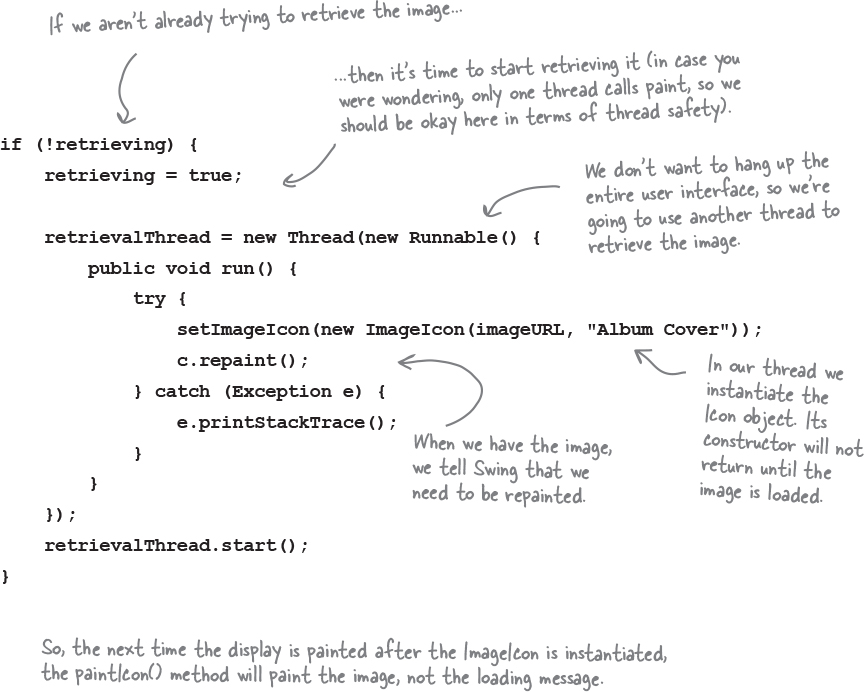 If we aren't already trying to retrieve the image...
...then it's time to start retrieving it (in case you
were wondering, only one thread calls paint, so we
should be okay here in terms of thread safety).
if (!retrieving) {
retrieving = true;
We don't want to hang up the
entire user interface, so we're
going to use another thread to
retrieve the image.
retrievalThread = new Thread(new Runnable() {
public void run() {
try {
setImageIcon(new ImageIcon(imageURL, "Album Cover"));
c.repaint();
} catch (Exception e) {
e.printStackTrace();
}
}
});
retrievalThread.start();
}
In our thread we
instantiate the
Icon object. Its
constructor will not
return until the
image is loaded.
When we have the image,
we tell Swing that we
need to be repainted.
So, the next time the display is painted after the ImageIcon is instantiated,
the paintIcon() method will paint the image, not the loading message.